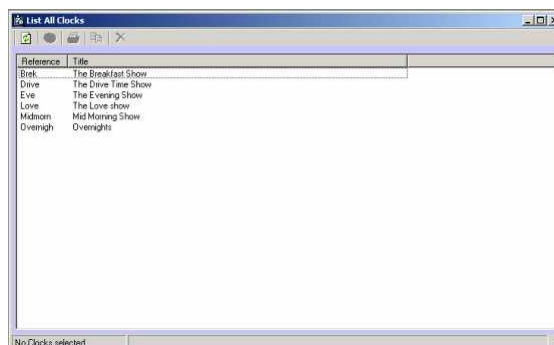 List All Clocks
Reference Title
Brek The Breakfast Show
Drive The Drive Time Show
Eve The Evening Show
Love The Love show
Midmorn Mid Morning Show
Overnigh Overnights
No Clocks selected